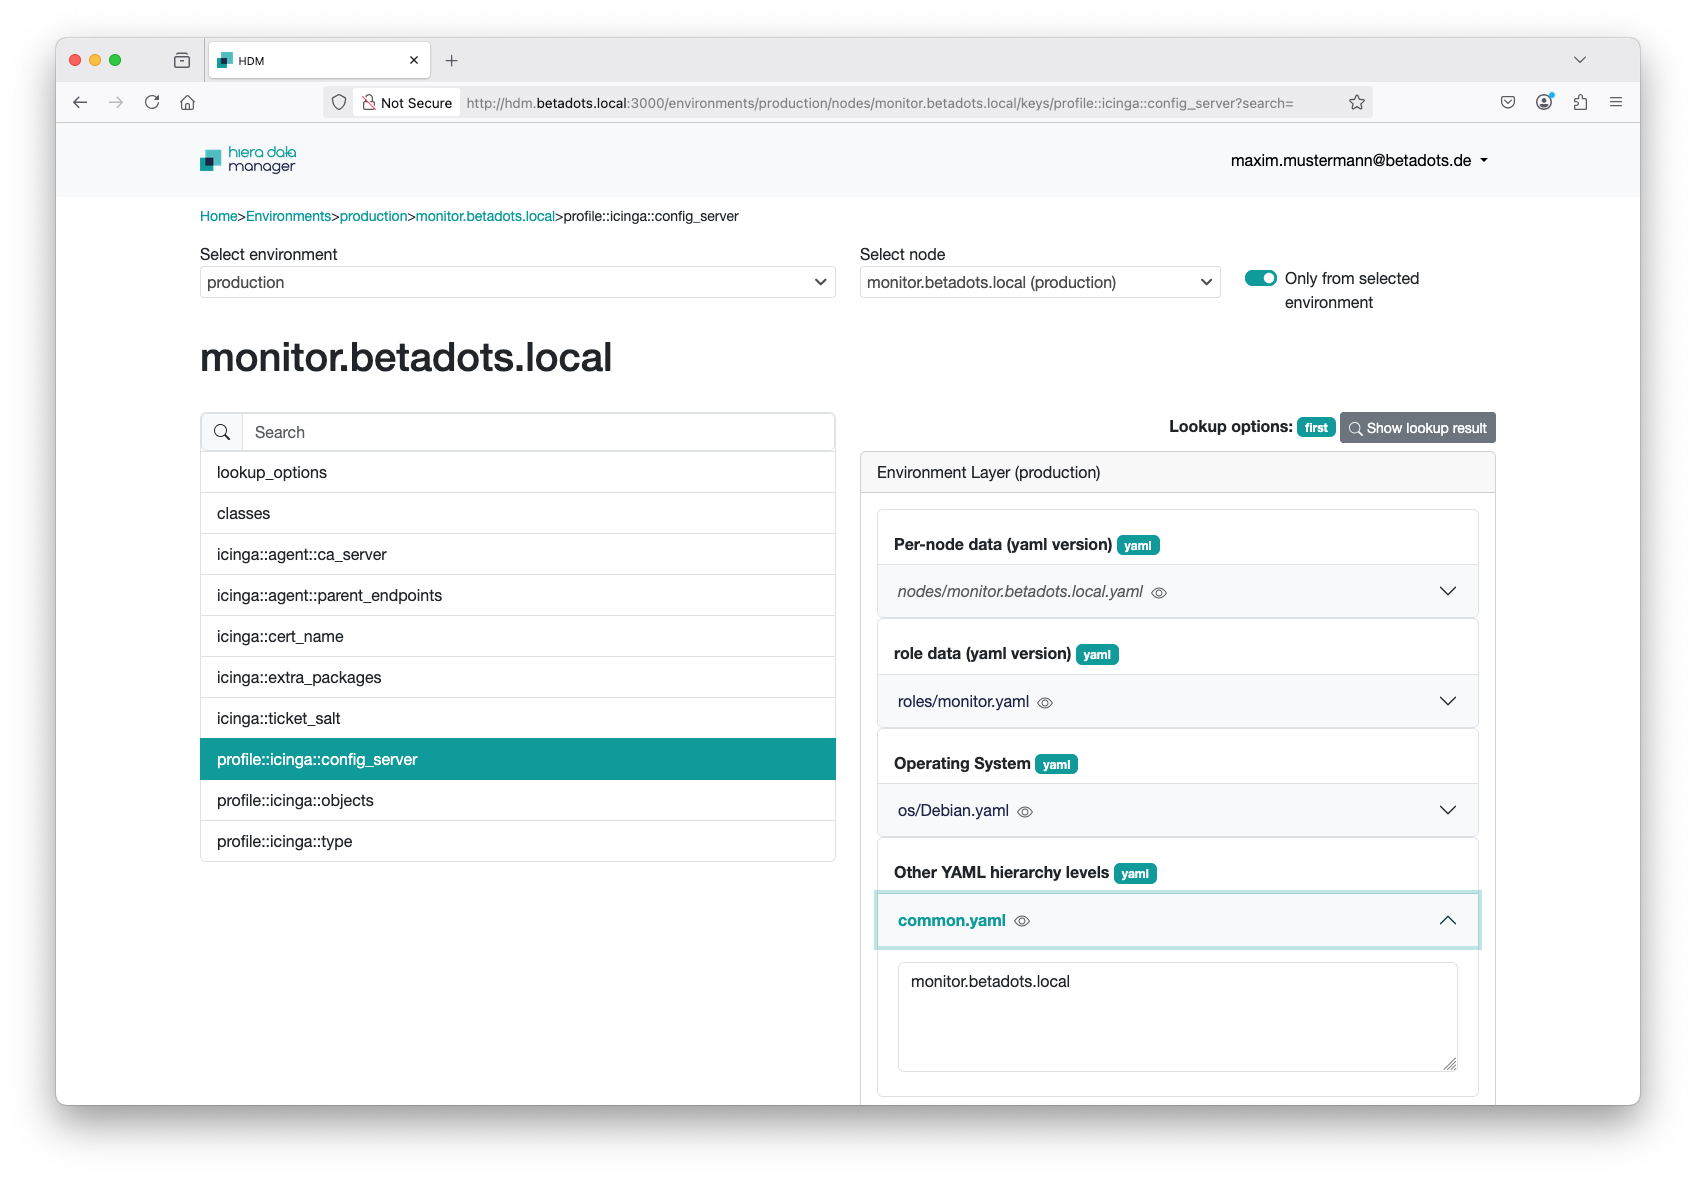 HDM
Not Secure
http://hdm.betadots.local:3000/environments/production/nodes/monitor.betadots.local/keys/profile::icinga::config_server?search=
hiera data
manager
maxim.mustermann@betadots.de
Home>Environments>production>monitor.betadots.local>profile::icinga::config_server
Select environment
production
Select node
monitor.betadots.local (production)
Only from selected
environment
monitor.betadots.local
Search
lookup_options
classes
icinga::agent::ca_server
icinga::agent::parent_endpoints
icinga::cert_name
icinga::extra_packages
icinga::ticket_salt
profile::icinga::config_server
profile::icinga::objects
profile::icinga::type
Lookup options: first Show lookup result
Environment Layer (production)
Per-node data (yaml version) yaml
nodes/monitor.betadots.local.yaml
role data (yaml version) yaml
roles/monitor.yaml
Operating System yaml
os/Debian.yaml
Other YAML hierarchy levels yaml
common.yaml
monitor.betadots.local